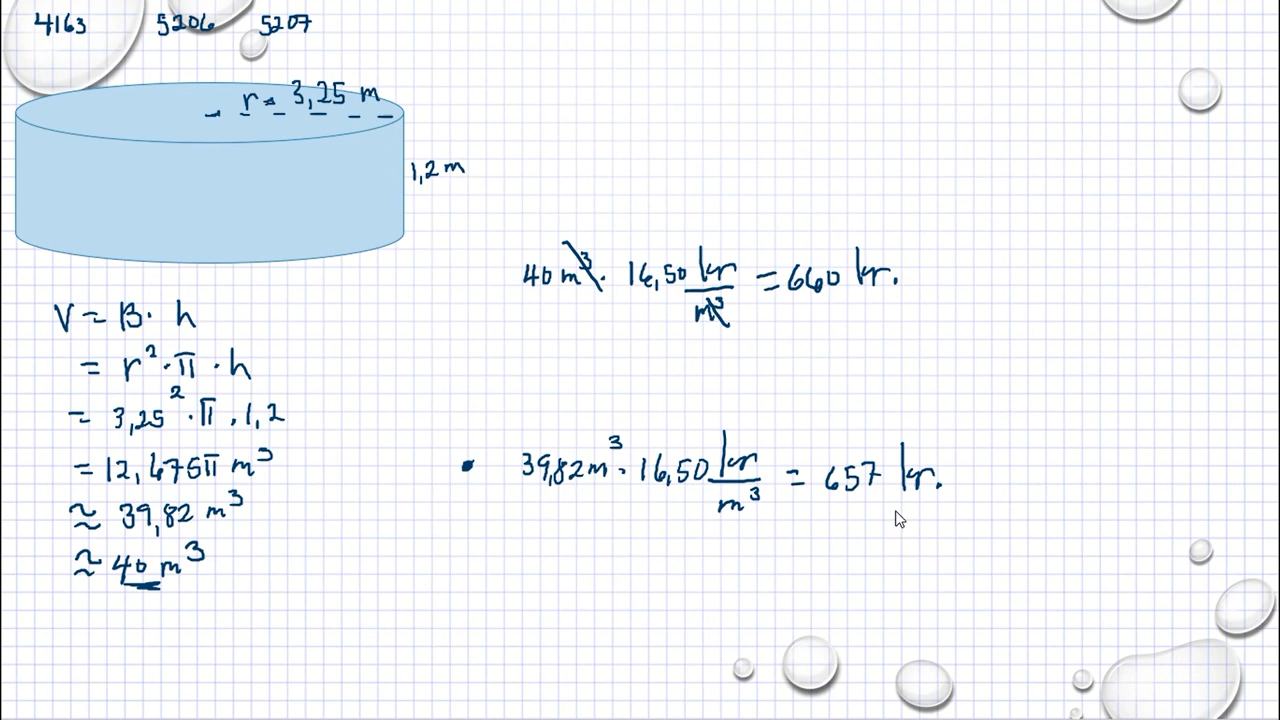 4163 5206 5207
r = 3,25 m
1,2 m
V = B · h
= r² · π · h
= 3,25² · π · 1,2
= 12,675π m³
≈ 39,82 m³
≈ 40 m³
40 m³ · 16,50 kr/m³ = 660 kr.
• 39,82 m³ · 16,50 kr/m³ = 657 kr.